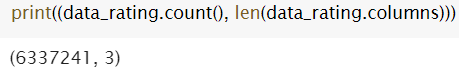 print((data_rating.count(), len(data_rating.columns)))
(6337241, 3)